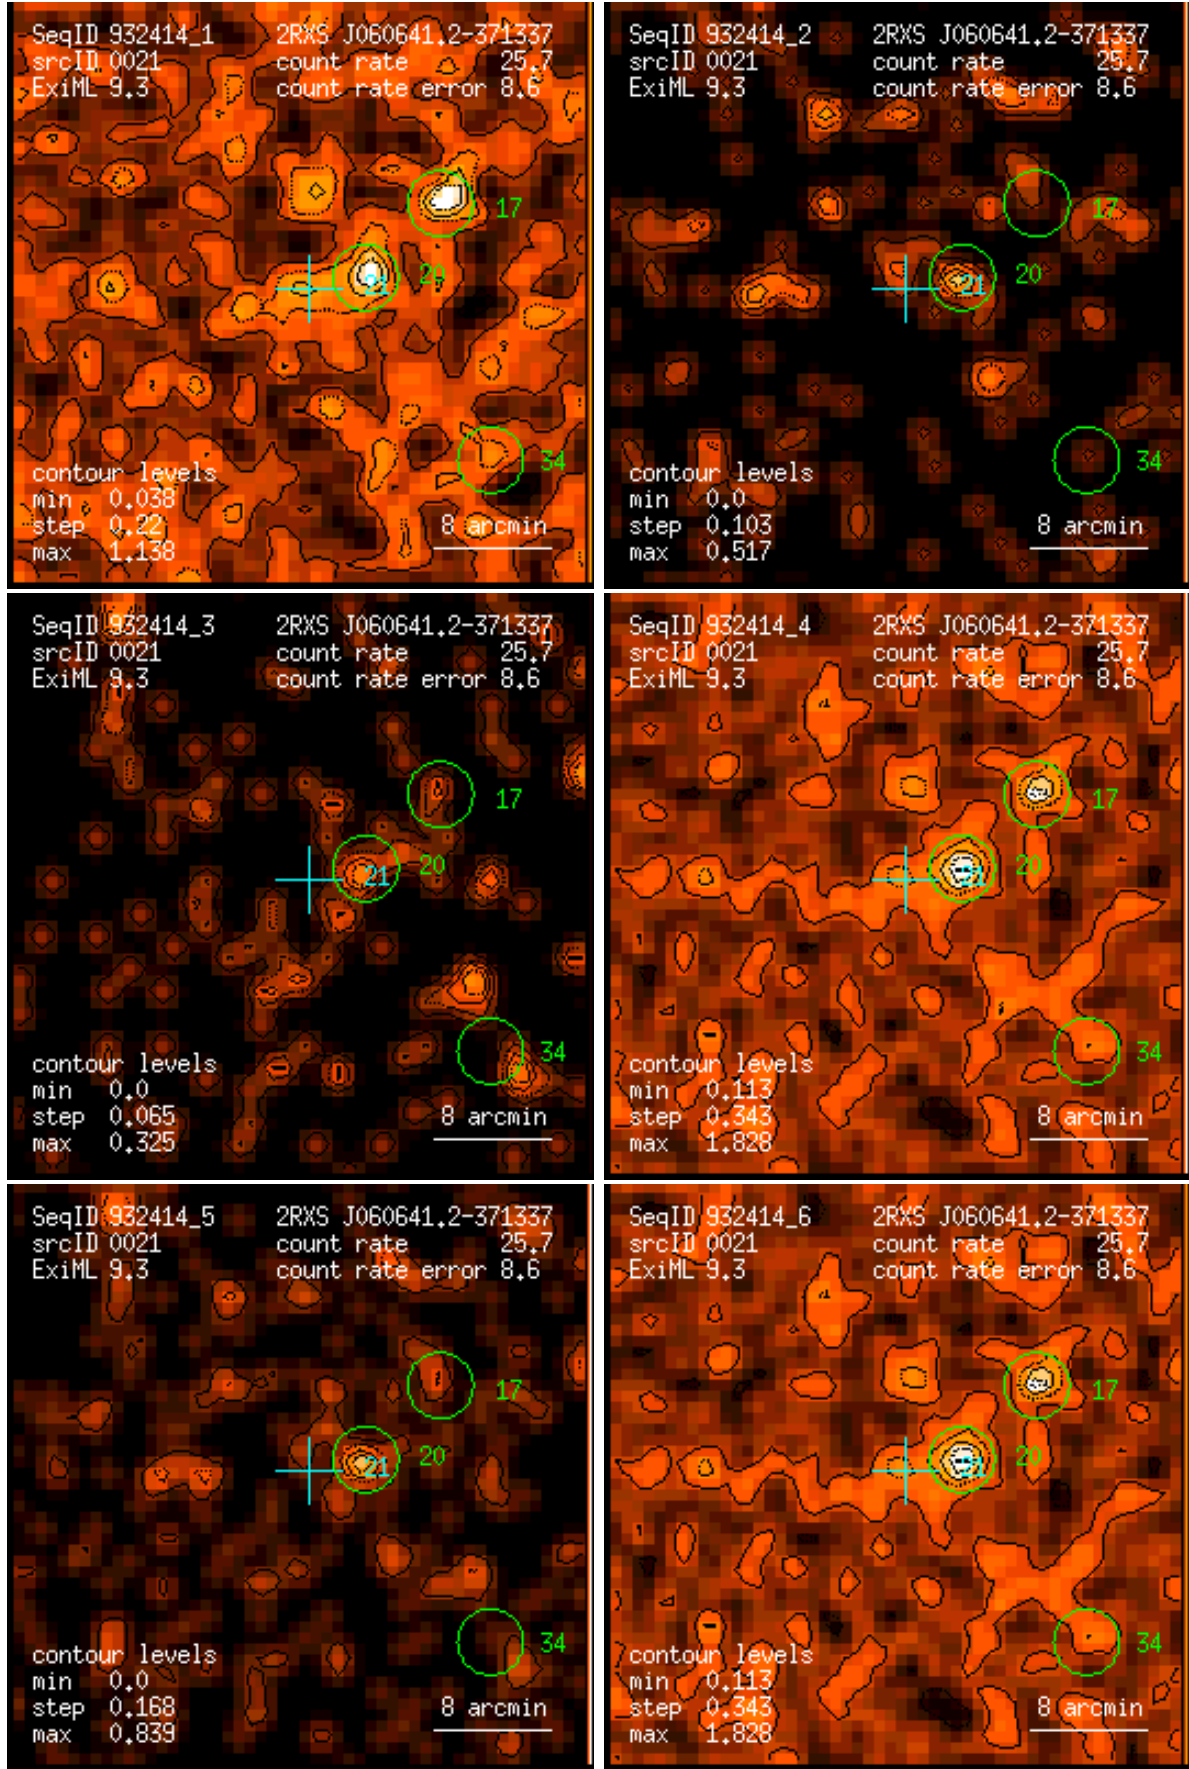 SeqID 932414_1 2RXS J060641.2-371337
srcID 0021 count rate 25.7
ExiML 9.3 count rate error 8.6
17
20
21
34
contour levels
min 0.038
step 0.22
max 1.138
8 arcmin
SeqID 932414_2 2RXS J060641.2-371337
srcID 0021 count rate 25.7
ExiML 9.3 count rate error 8.6
17
20
21
34
contour levels
min 0.0
step 0.103
max 0.517
8 arcmin
SeqID 932414_3 2RXS J060641.2-371337
srcID 0021 count rate 25.7
ExiML 9.3 count rate error 8.6
17
20
21
34
contour levels
min 0.0
step 0.065
max 0.325
8 arcmin
SeqID 932414_4 2RXS J060641.2-371337
srcID 0021 count rate 25.7
ExiML 9.3 count rate error 8.6
17
20
21
34
contour levels
min 0.113
step 0.343
max 1.828
8 arcmin
SeqID 932414_5 2RXS J060641.2-371337
srcID 0021 count rate 25.7
ExiML 9.3 count rate error 8.6
17
20
21
34
contour levels
min 0.0
step 0.168
max 0.839
8 arcmin
SeqID 932414_6 2RXS J060641.2-371337
srcID 0021 count rate 25.7
ExiML 9.3 count rate error 8.6
17
20
21
34
contour levels
min 0.113
step 0.343
max 1.828
8 arcmin